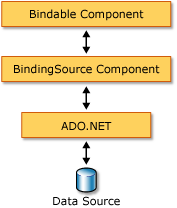 Bindable Component
BindingSource Component
ADO.NET
Data Source